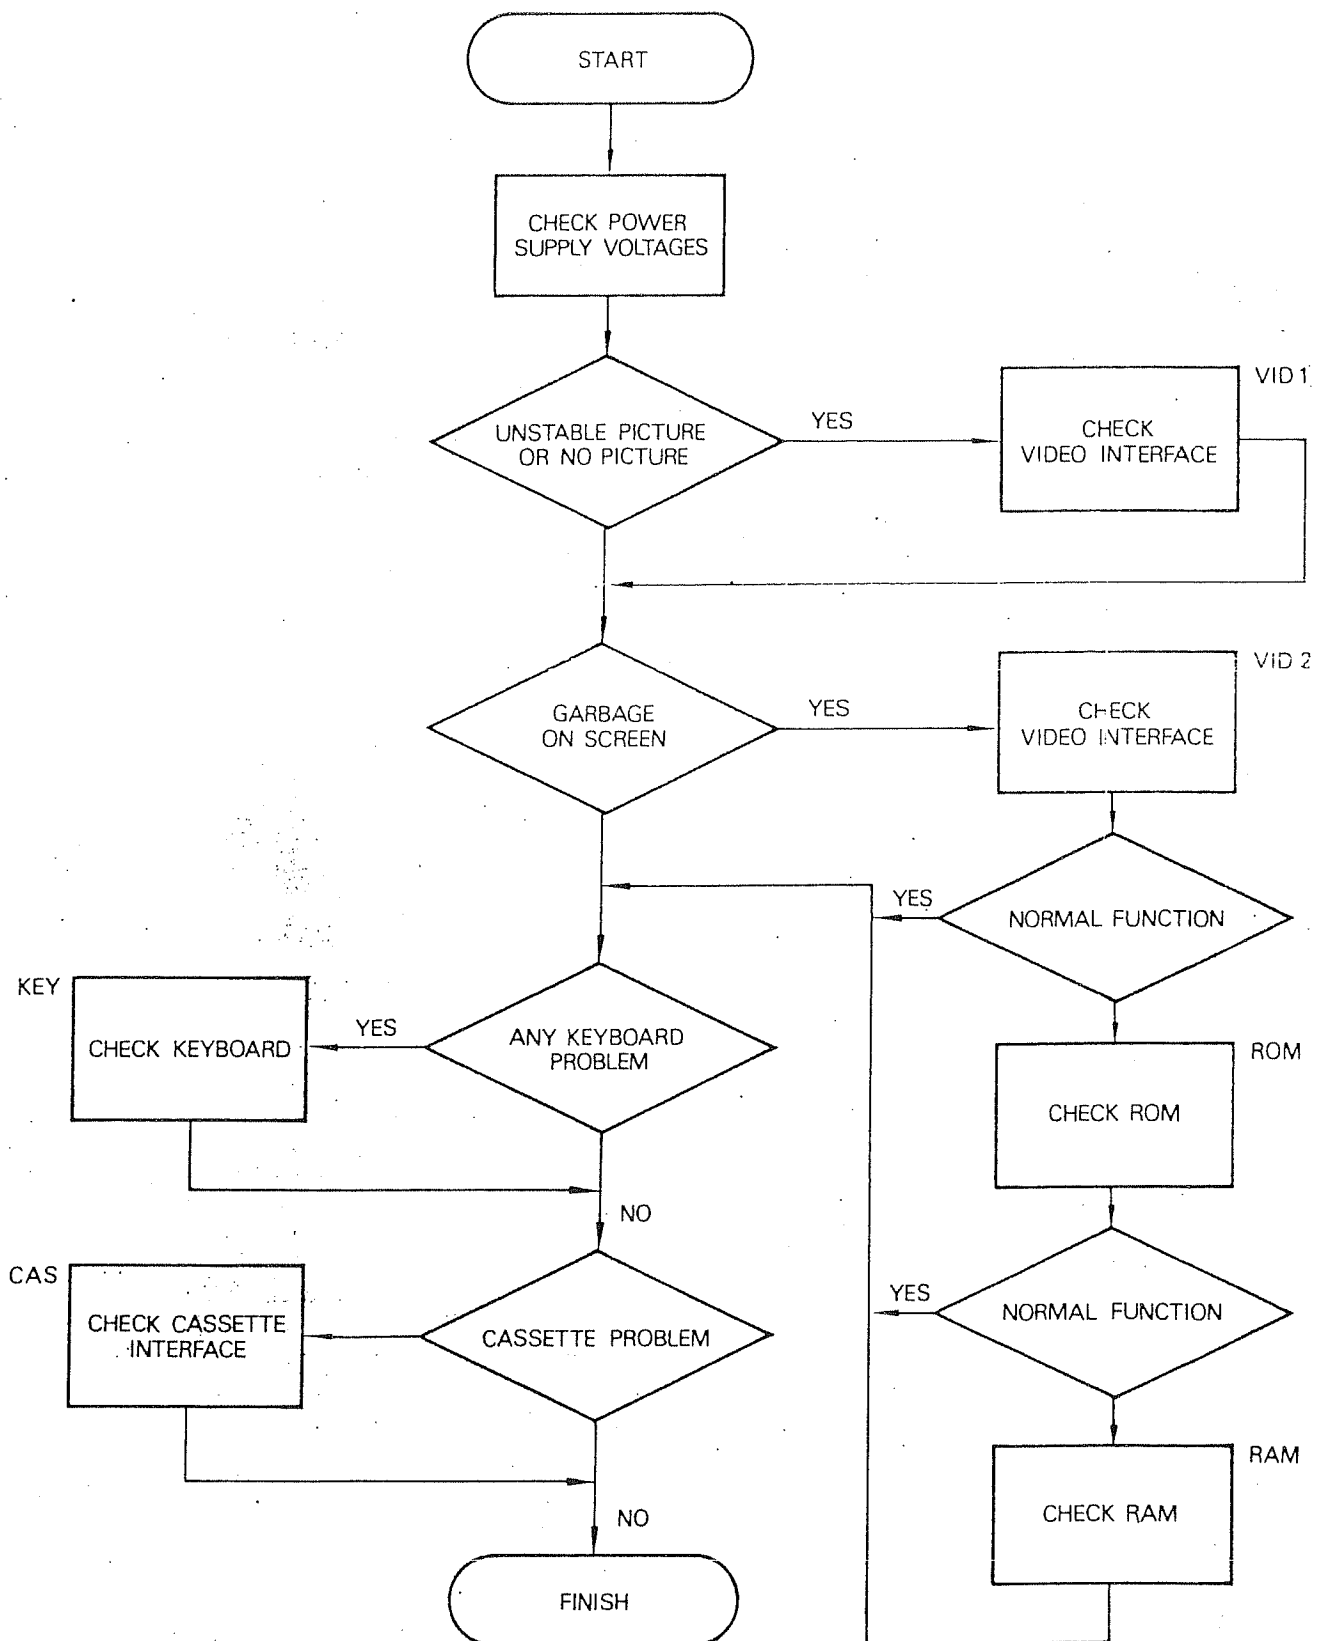 START
CHECK POWER
SUPPLY VOLTAGES
UNSTABLE PICTURE
OR NO PICTURE
YES
CHECK
VIDEO INTERFACE
VID 1
GARBAGE
ON SCREEN
YES
CHECK
VIDEO INTERFACE
VID 2
YES
NORMAL FUNCTION
KEY
CHECK KEYBOARD
YES
ANY KEYBOARD
PROBLEM
ROM
CHECK ROM
NO
CAS
CHECK CASSETTE
INTERFACE
CASSETTE PROBLEM
YES
NORMAL FUNCTION
RAM
CHECK RAM
NO
FINISH